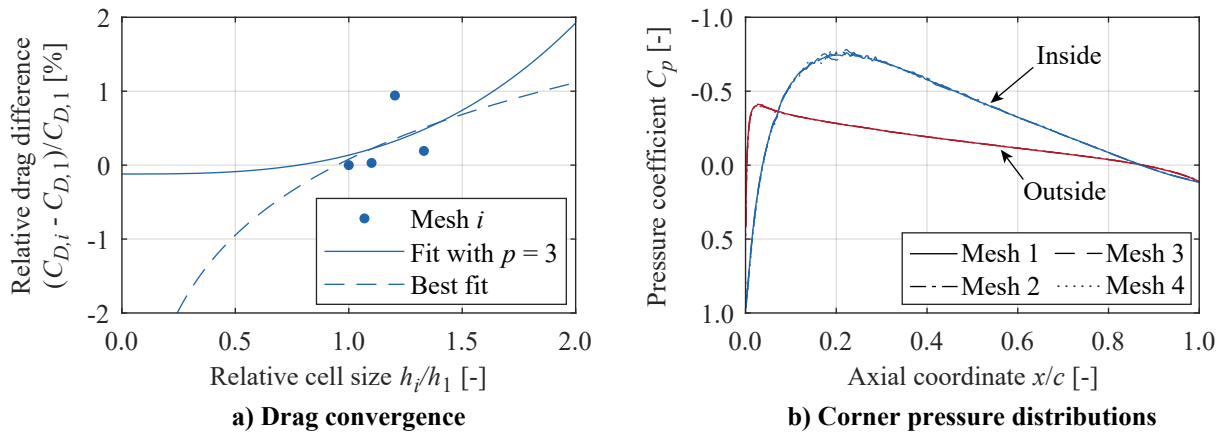 Relative drag difference
(C_{D,i} - C_{D,1})/C_{D,1} [%]
2
1
0
-1
-2
0.0 0.5 1.0 1.5 2.0
Relative cell size h_i/h_1 [-]
Mesh i
Fit with p = 3
Best fit
a) Drag convergence
Pressure coefficient C_p [-]
-1.0
-0.5
0.0
0.5
1.0
0.0 0.2 0.4 0.6 0.8 1.0
Axial coordinate x/c [-]
Inside
Outside
Mesh 1 Mesh 3
Mesh 2 Mesh 4
b) Corner pressure distributions